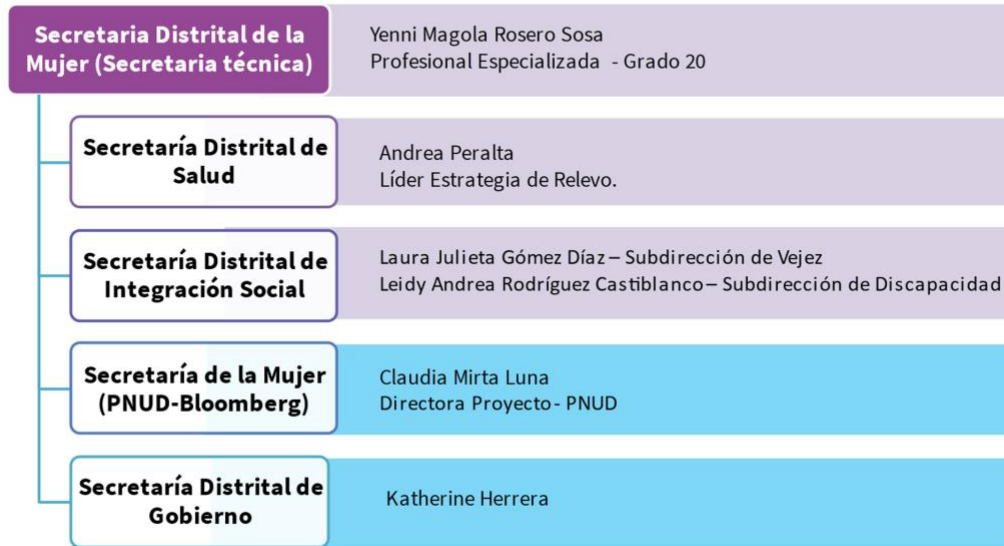 Secretaria Distrital de la
Mujer (Secretaria técnica)
Yenni Magola Rosero Sosa
Profesional Especializada - Grado 20
Secretaría Distrital de
Salud
Andrea Peralta
Líder Estrategia de Relevo.
Secretaría Distrital de
Integración Social
Laura Julieta Gómez Díaz – Subdirección de Vejez
Leidy Andrea Rodríguez Castiblanco – Subdirección de Discapacidad
Secretaría de la Mujer
(PNUD-Bloomberg)
Claudia Mirta Luna
Directora Proyecto - PNUD
Secretaría Distrital de
Gobierno
Katherine Herrera